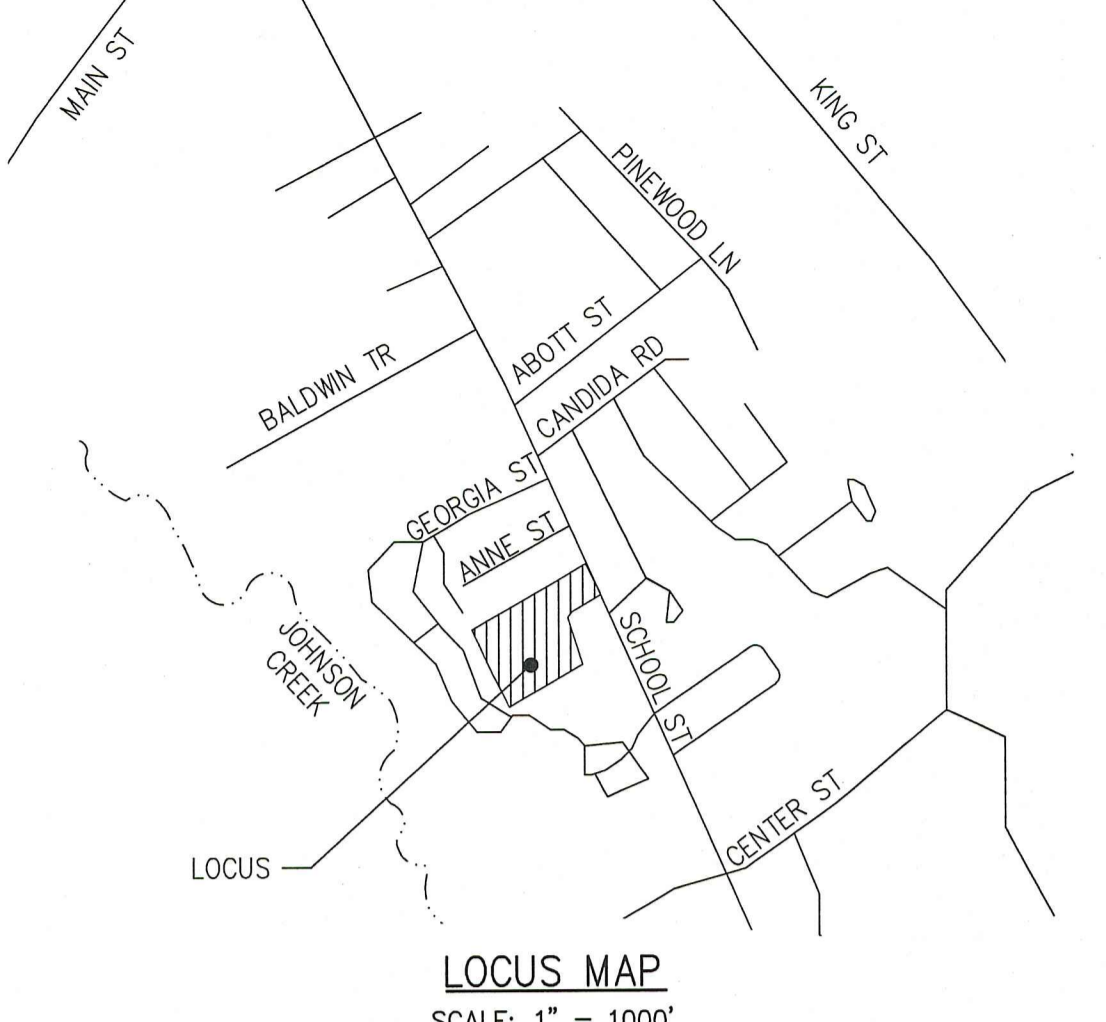 MAIN ST
KING ST
PINEWOOD LN
ABOTT ST
BALDWIN TR
CANDIDA RD
GEORGIA ST
ANNE ST
JOHNSON
CREEK
SCHOOL ST
CENTER ST
LOCUS
LOCUS MAP
SCALE: 1" = 1000'